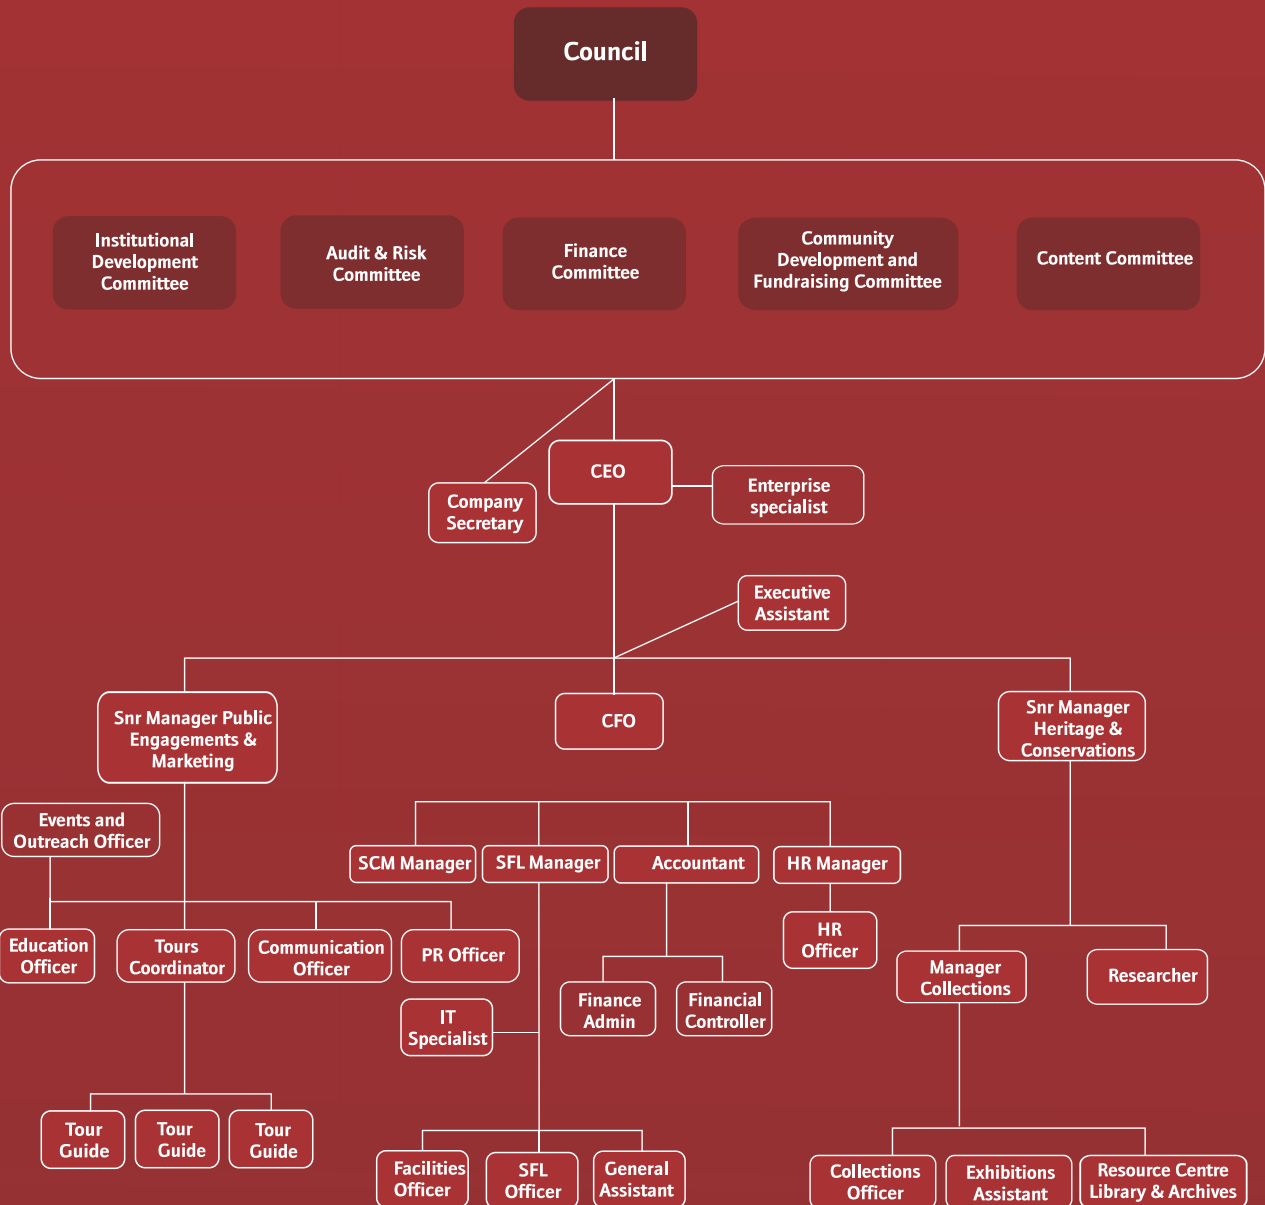 Council
Institutional
Development
Committee
Audit & Risk
Committee
Finance
Committee
Community
Development and
Fundraising Committee
Content Committee
CEO
Company
Secretary
Enterprise
specialist
Executive
Assistant
Snr Manager Public
Engagements &
Marketing
CFO
Snr Manager
Heritage &
Conservations
Events and
Outreach Officer
SCM Manager
SFL Manager
Accountant
HR Manager
Education
Officer
Tours
Coordinator
Communication
Officer
PR Officer
HR
Officer
Manager
Collections
Researcher
IT
Specialist
Finance
Admin
Financial
Controller
Tour
Guide
Tour
Guide
Tour
Guide
Facilities
Officer
SFL
Officer
General
Assistant
Collections
Officer
Exhibitions
Assistant
Resource Centre
Library & Archives